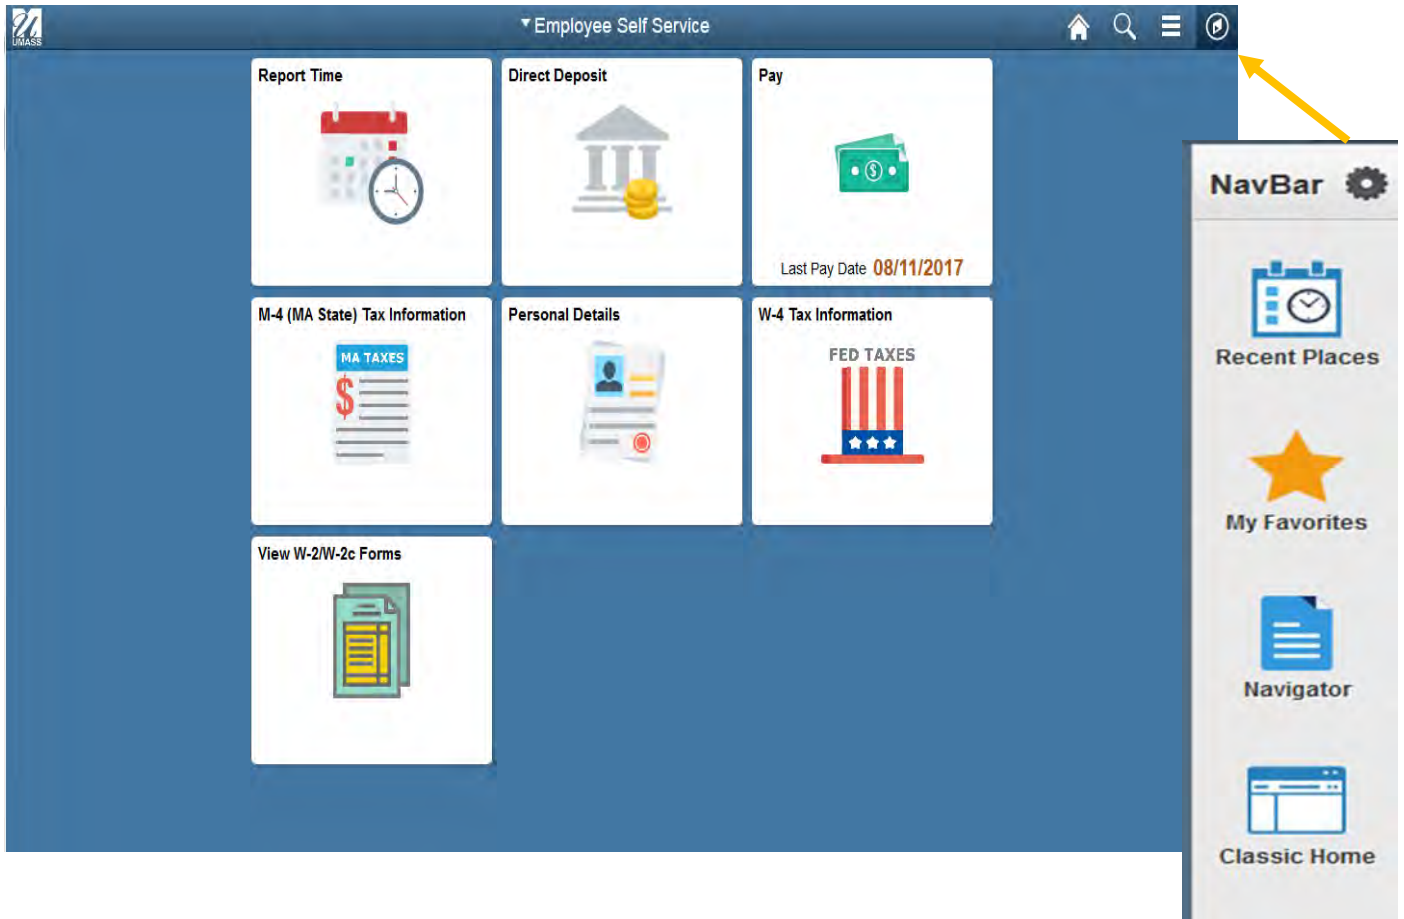 UMASS
Employee Self Service
Report Time
Direct Deposit
Pay
Last Pay Date 08/11/2017
M-4 (MA State) Tax Information
MA TAXES
$
Personal Details
W-4 Tax Information
FED TAXES
View W-2/W-2c Forms
NavBar
Recent Places
My Favorites
Navigator
Classic Home